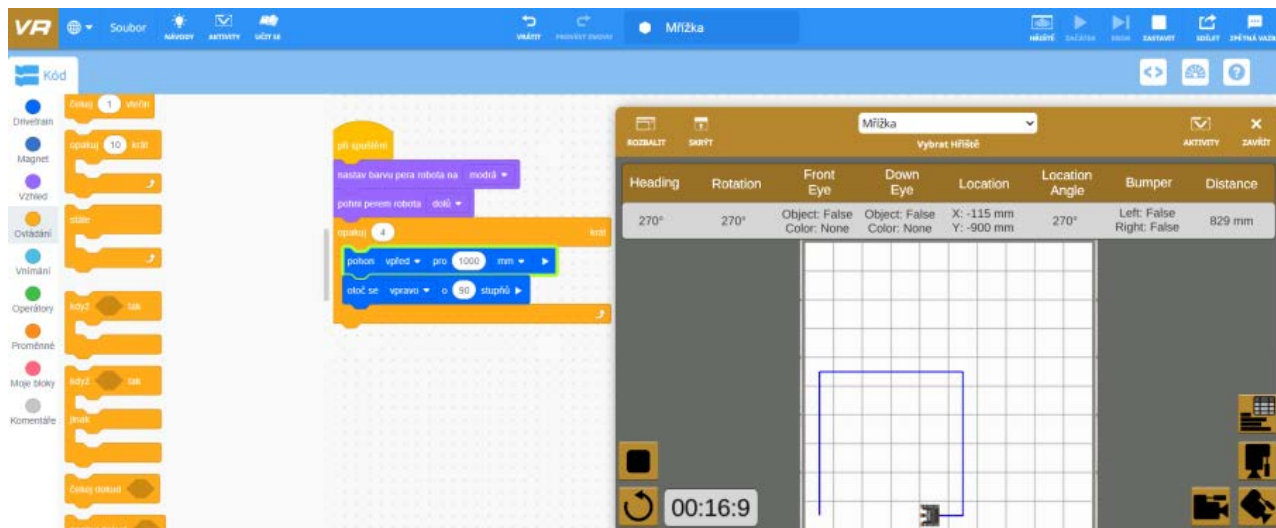 VR
Soubor
NÁVODY
AKTIVITY
UČIT SE
VRÁTIT
PROVÉST ZNOVU
Mřížka
HŘIŠTĚ
ZAČÁTEK
KROK
ZASTAVIT
SDÍLET
ZPĚTNÁ VAZB
Kód
Drivetrain
Magnet
Vzhled
Ovládání
Vnímání
Operátory
Proměnné
Moje bloky
Komentáře
čekej 1 vteřin
opakuj 10 krát
stále
když tak
když tak
jinak
čekej dokud
při spuštění
nastav barvu pera robota na modrá
pohni perem robota dolů
opakuj 4 krát
pohon vpřed pro 1000 mm
otoč se vpravo o 90 stupňů
ROZBALIT
SKRÝT
Mřížka
Vybrat Hřiště
AKTIVITY
ZAVŘÍT
Heading Rotation Front Eye Down Eye Location Location Angle Bumper Distance
270° 270° Object: False Object: False X: -115 mm 270° Left: False 829 mm
Color: None Color: None Y: -900 mm Right: False
00:16:9